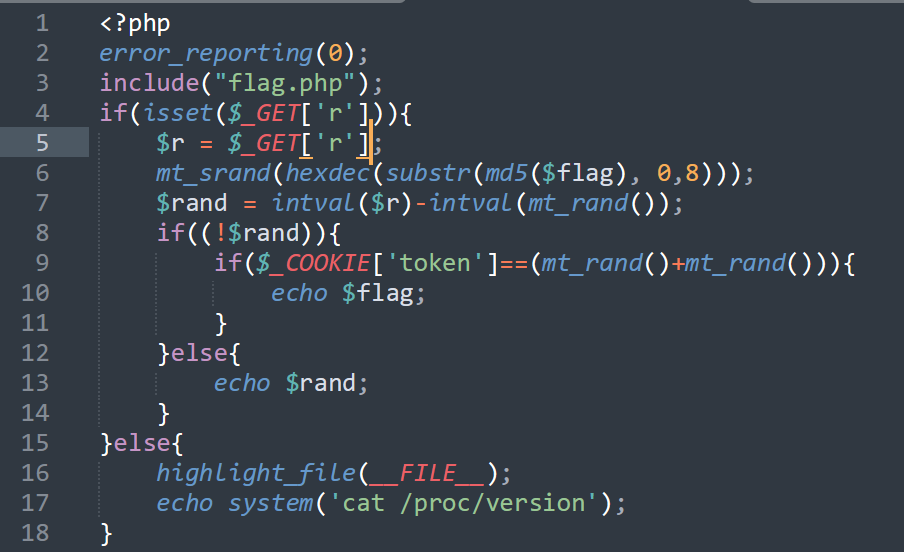 1 <?php
2 error_reporting(0);
3 include("flag.php");
4 if(isset($_GET['r'])){
5     $r = $_GET['r'];
6     mt_srand(hexdec(substr(md5($flag), 0,8)));
7     $rand = intval($r)-intval(mt_rand());
8     if((!$rand)){
9         if($_COOKIE['token']==(mt_rand()+mt_rand())){
10             echo $flag;
11         }
12     }else{
13         echo $rand;
14     }
15 }else{
16     highlight_file(__FILE__);
17     echo system('cat /proc/version');
18 }